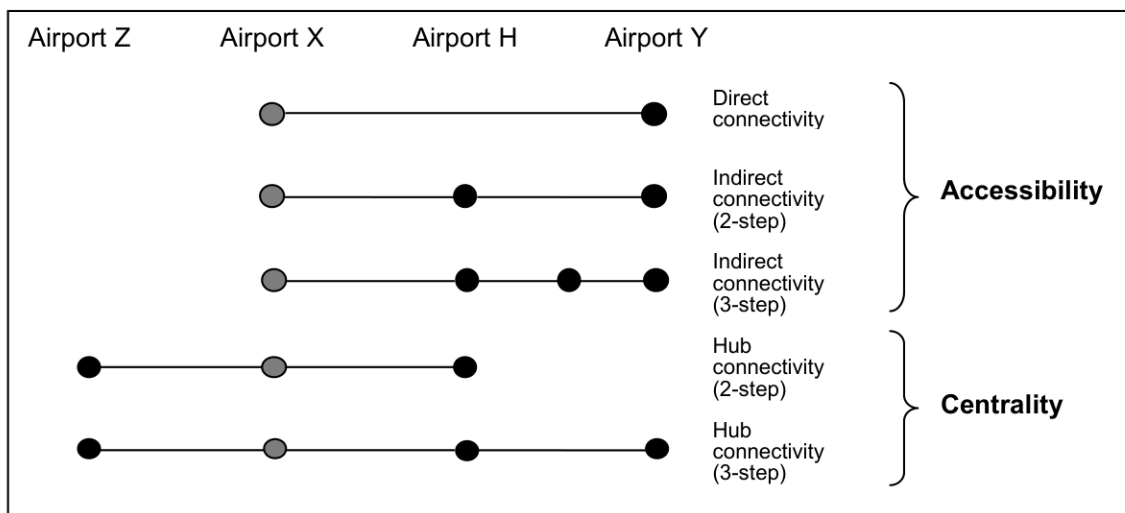 Airport Z Airport X Airport H Airport Y
Direct
connectivity
Indirect
connectivity
(2-step)
Accessibility
Indirect
connectivity
(3-step)
Hub
connectivity
(2-step)
Centrality
Hub
connectivity
(3-step)